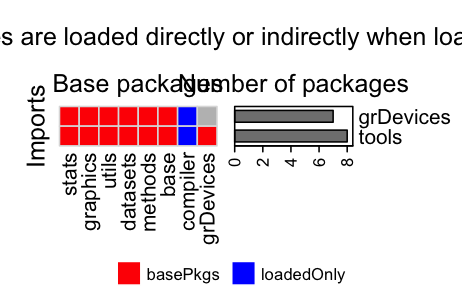 s are loaded directly or indirectly when loa
Base packages
Number of packages
Imports
grDevices
tools
0 2 4 6 8
stats
graphics
utils
datasets
methods
base
compiler
grDevices
basePkgs
loadedOnly